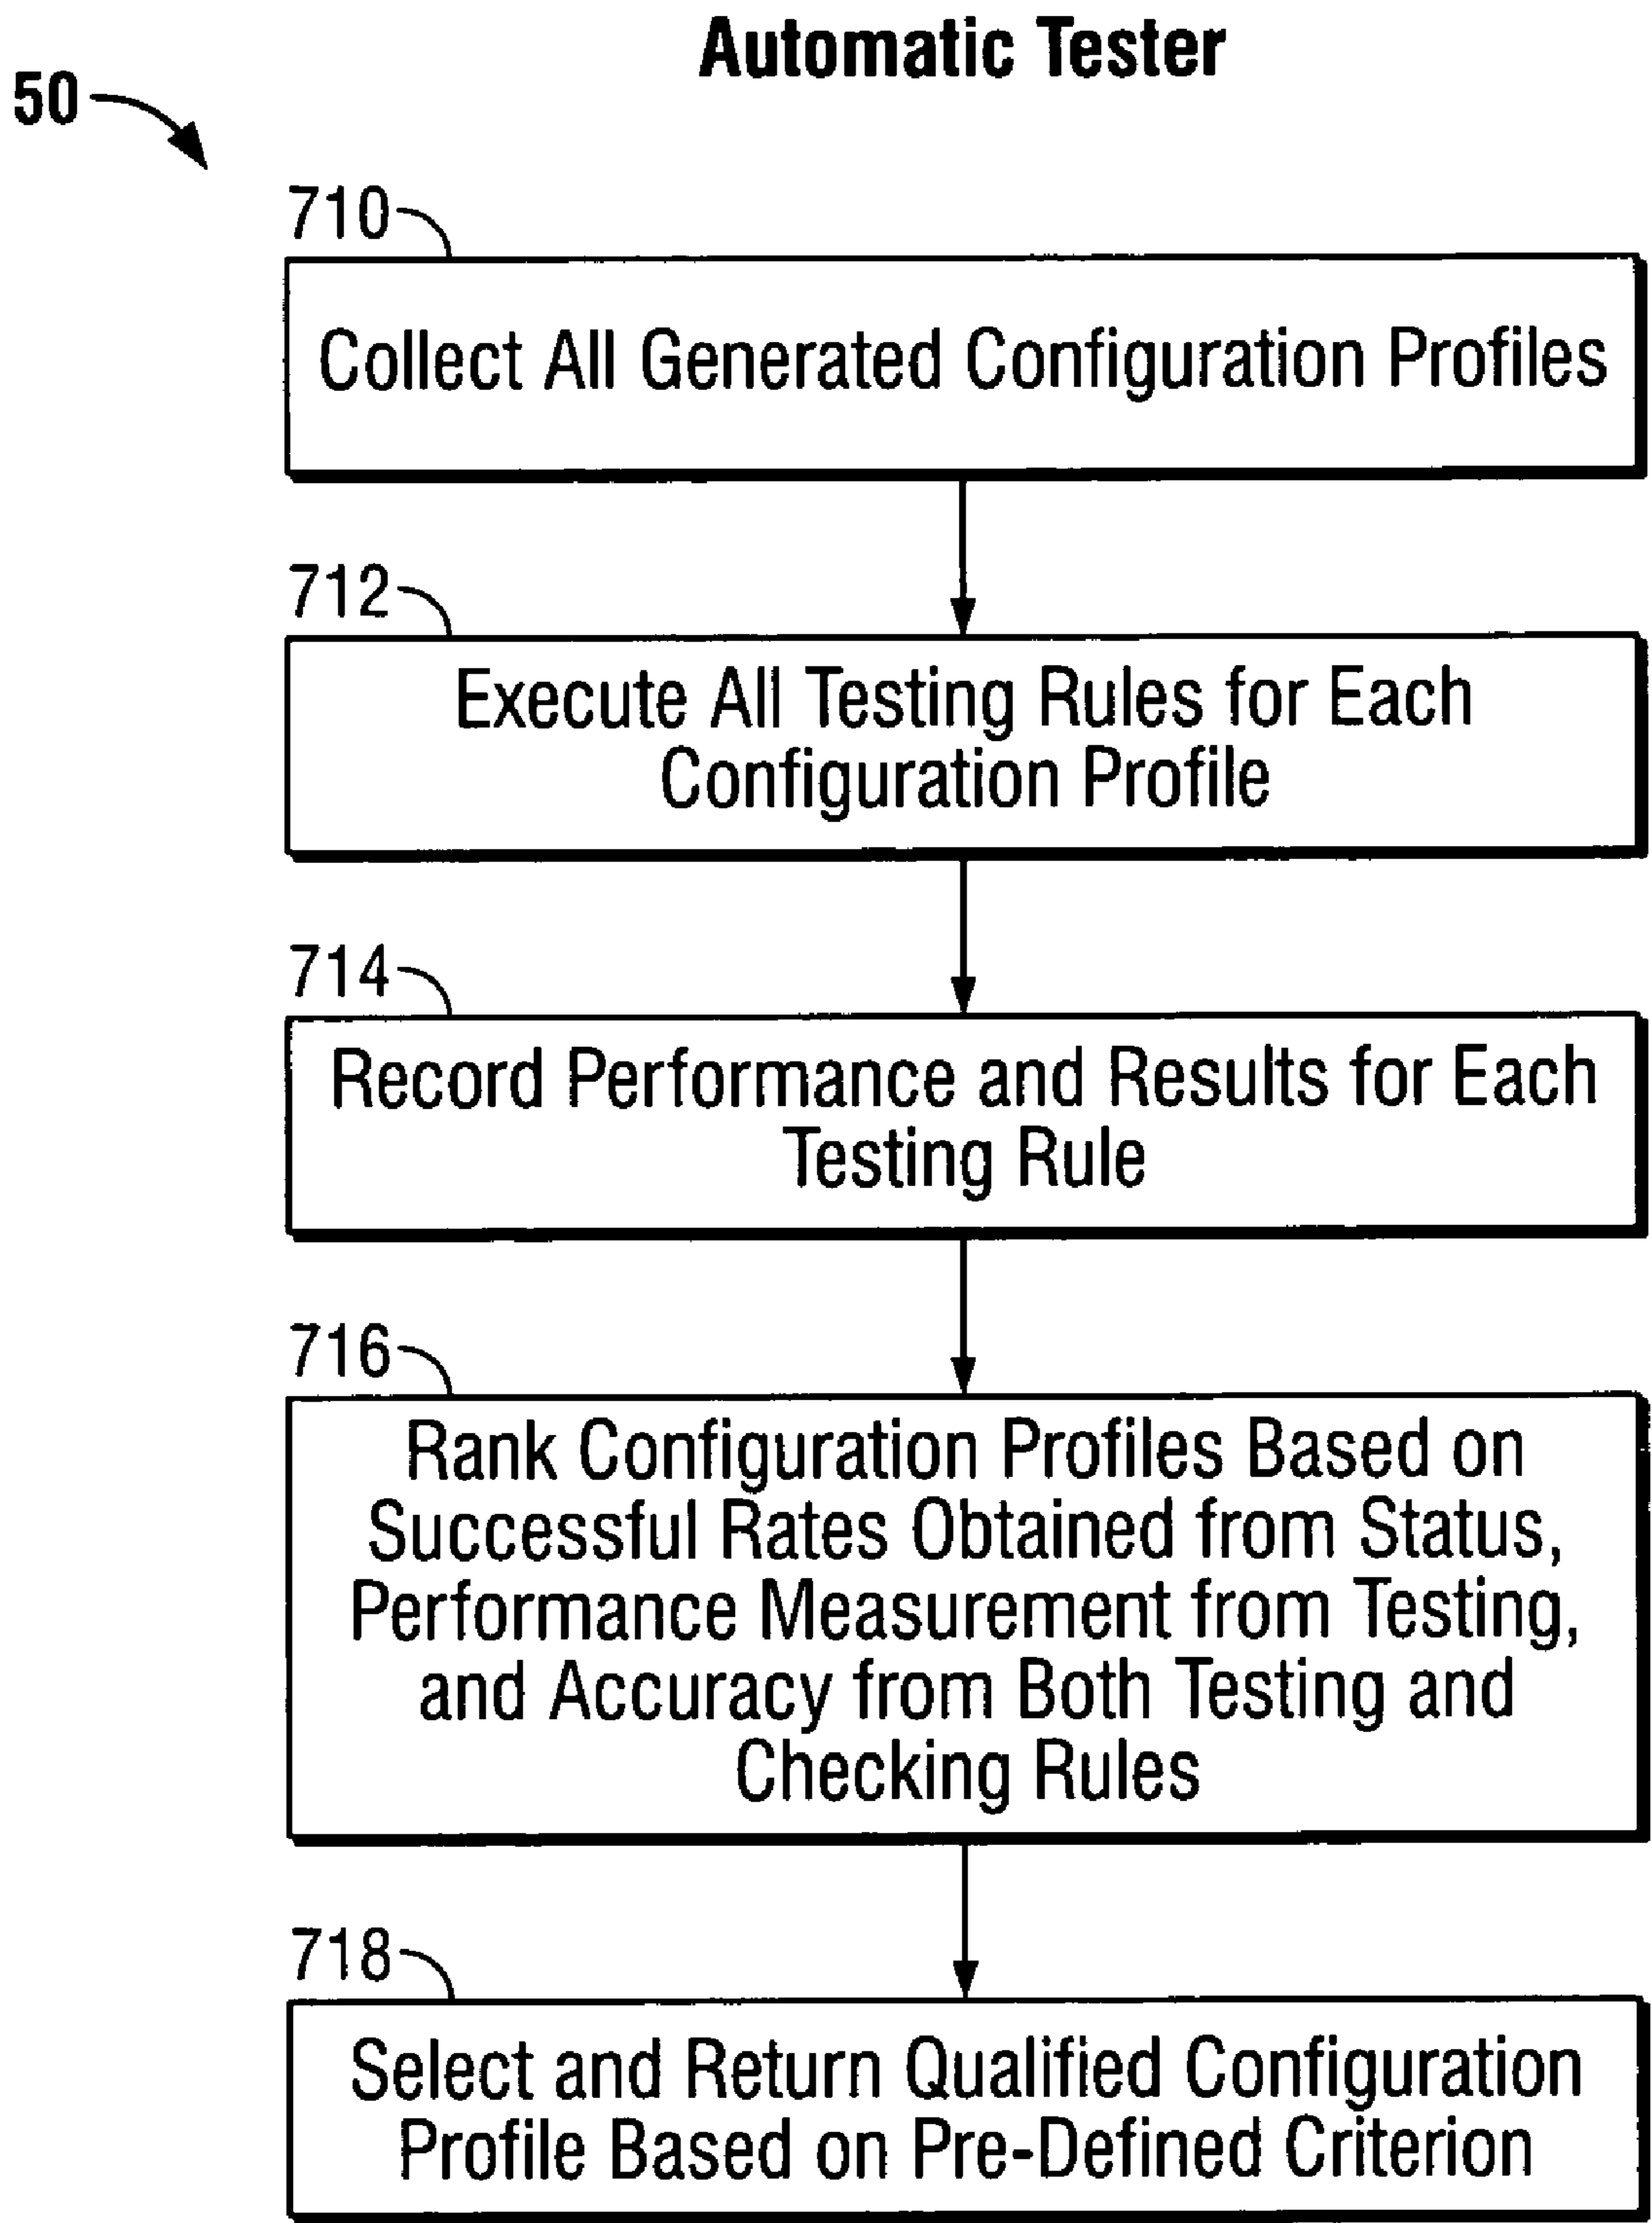 Automatic Tester
50
710
Collect All Generated Configuration Profiles
712
Execute All Testing Rules for Each
Configuration Profile
714
Record Performance and Results for Each
Testing Rule
716
Rank Configuration Profiles Based on
Successful Rates Obtained from Status,
Performance Measurement from Testing,
and Accuracy from Both Testing and
Checking Rules
718
Select and Return Qualified Configuration
Profile Based on Pre-Defined Criterion